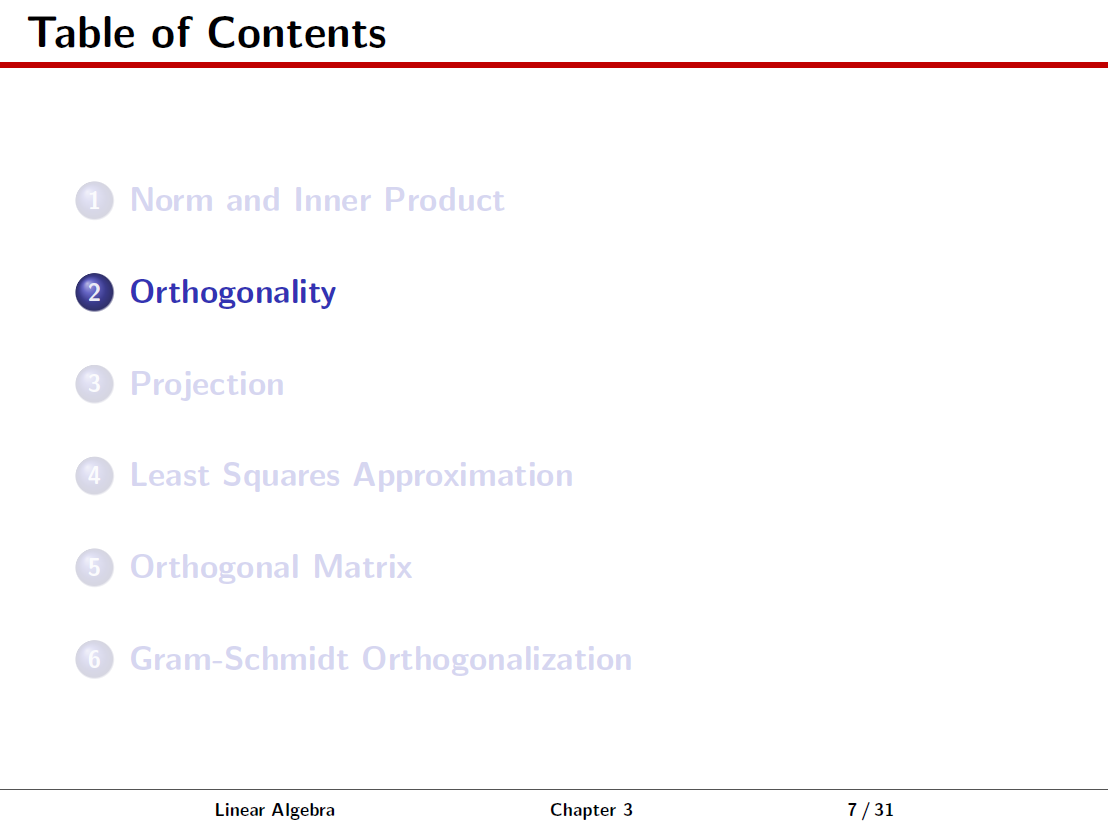 Table of Contents
1 Norm and Inner Product
2 Orthogonality
3 Projection
4 Least Squares Approximation
5 Orthogonal Matrix
6 Gram-Schmidt Orthogonalization
Linear Algebra Chapter 3 7 / 31